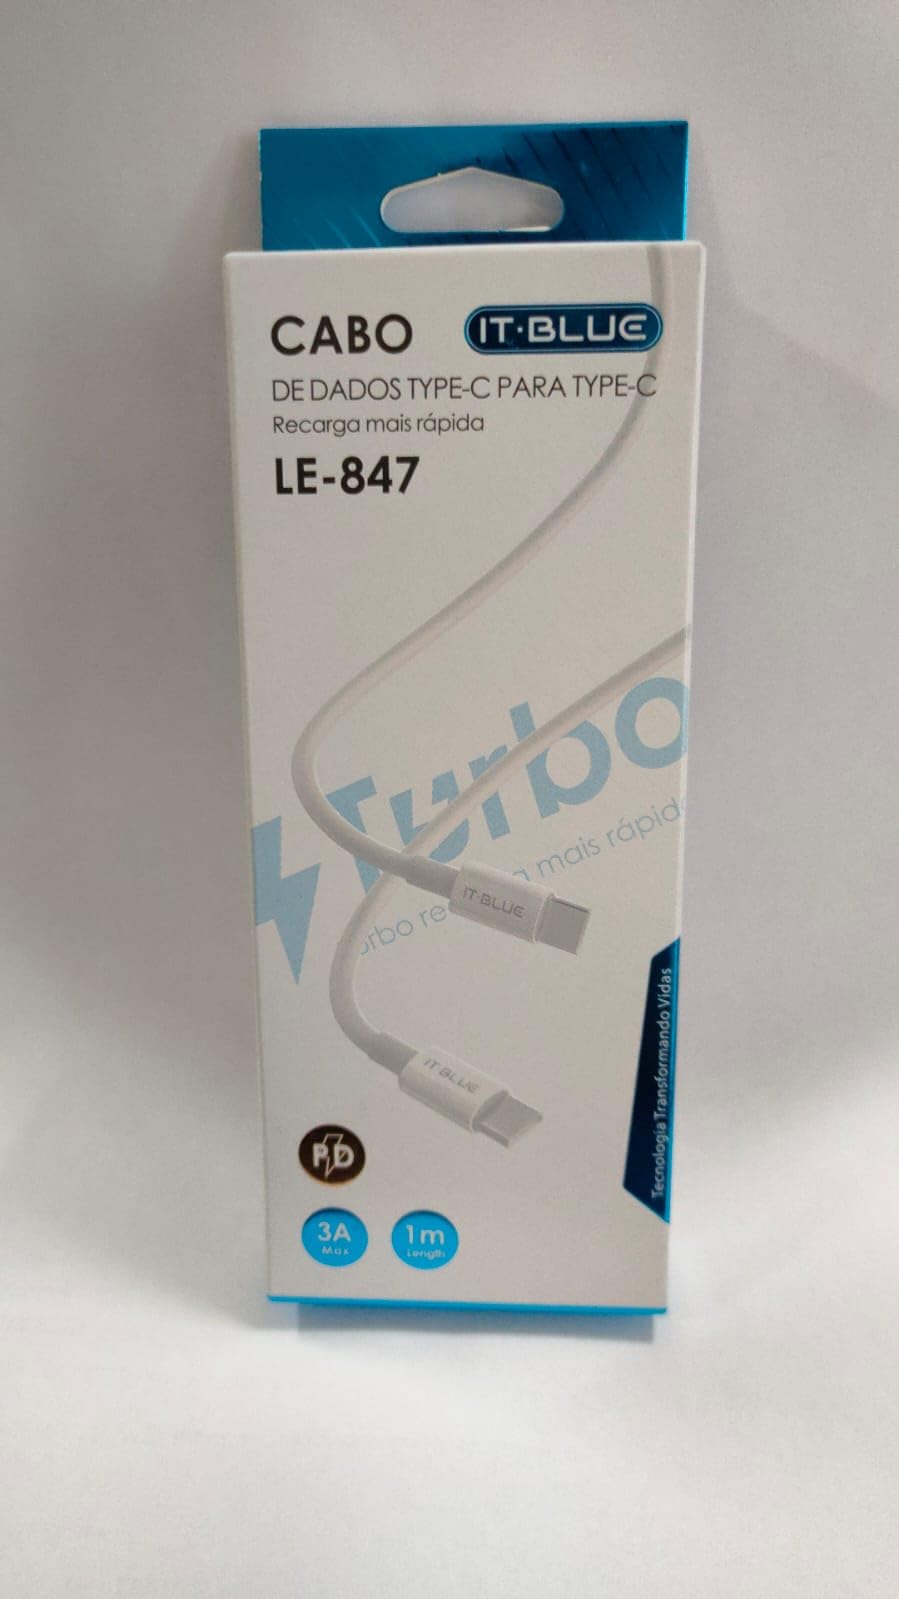 CABO
IT·BLUE
DE DADOS TYPE-C PARA TYPE-C
Recarga mais rápida
LE-847
Turbo
mais rápid
IT·BLUE
IT·BLUE
Tecnologia Transformando Vidas
PD
3A
Max
1m
Length